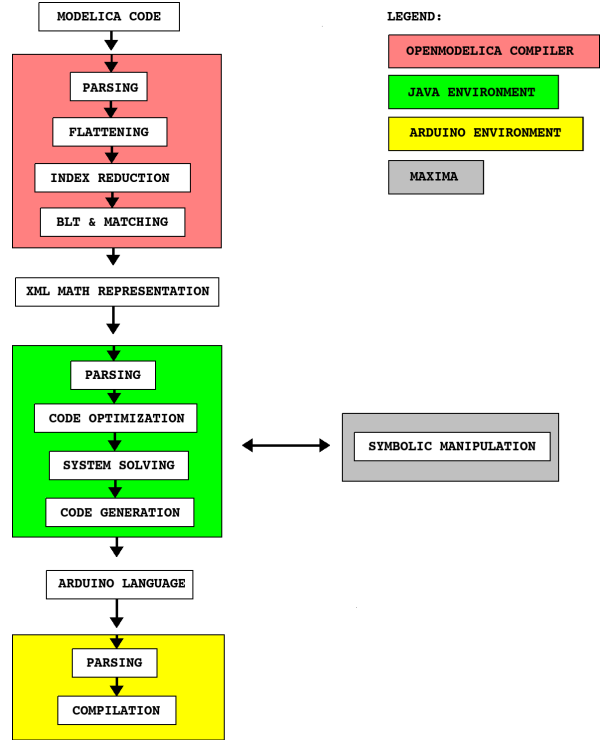 MODELICA CODE
PARSING
FLATTENING
INDEX REDUCTION
BLT & MATCHING
XML MATH REPRESENTATION
PARSING
CODE OPTIMIZATION
SYSTEM SOLVING
CODE GENERATION
SYMBOLIC MANIPULATION
ARDUINO LANGUAGE
PARSING
COMPILATION
LEGEND:
OPENMODELICA COMPILER
JAVA ENVIRONMENT
ARDUINO ENVIRONMENT
MAXIMA